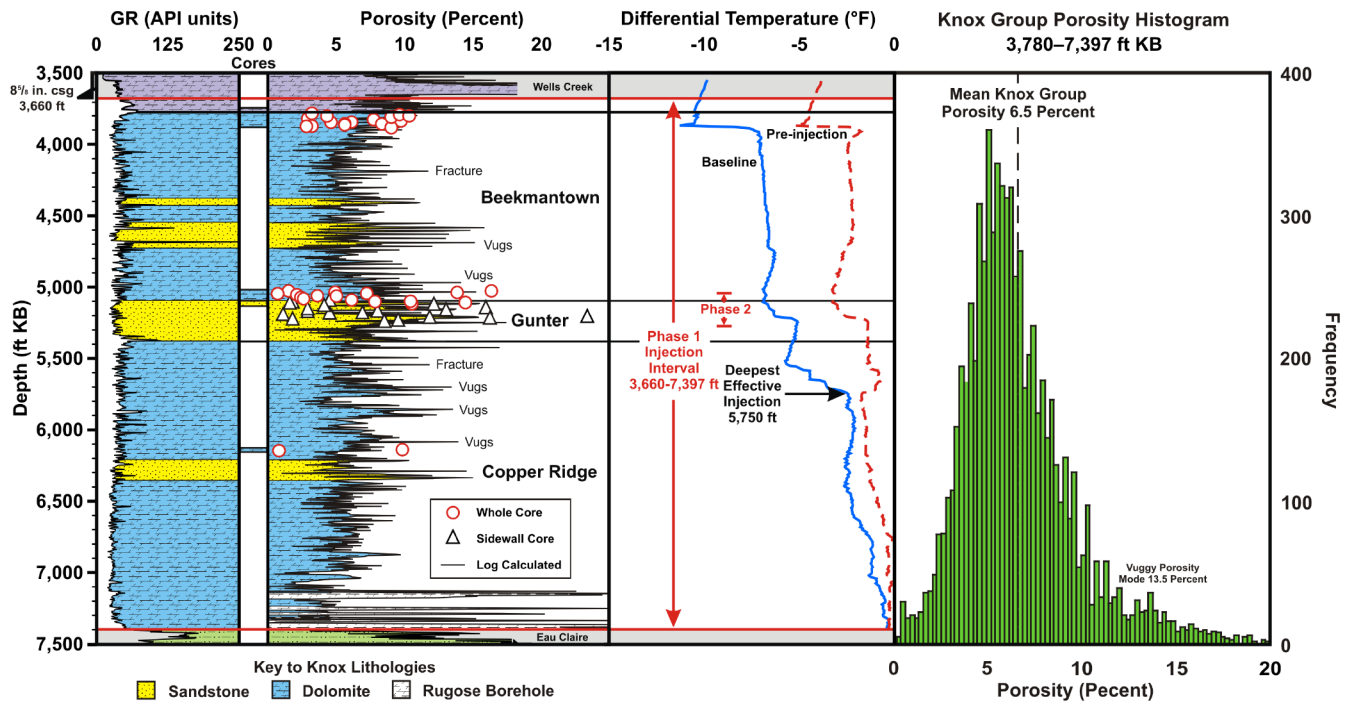 GR (API units)
0 125 250
Cores
Porosity (Percent)
0 5 10 15 20
Differential Temperature (°F)
-15 -10 -5 0
Knox Group Porosity Histogram
3,780–7,397 ft KB
3,500
8⁵/₈ in. csg
3,660 ft
4,000
4,500
5,000
5,500
6,000
6,500
7,000
7,500
Depth (ft KB)
Wells Creek
Fracture
Beekmantown
Vugs
Vugs
Gunter
Fracture
Vugs
Vugs
Vugs
Copper Ridge
Whole Core
Sidewall Core
Log Calculated
Eau Claire
Pre-injection
Baseline
Phase 2
Phase 1
Injection
Interval
3,660-7,397 ft
Deepest
Effective
Injection
5,750 ft
Mean Knox Group
Porosity 6.5 Percent
Vuggy Porosity
Mode 13.5 Percent
400
300
200
100
0
Frequency
0 5 10 15 20
Porosity (Pecent)
Key to Knox Lithologies
Sandstone Dolomite Rugose Borehole